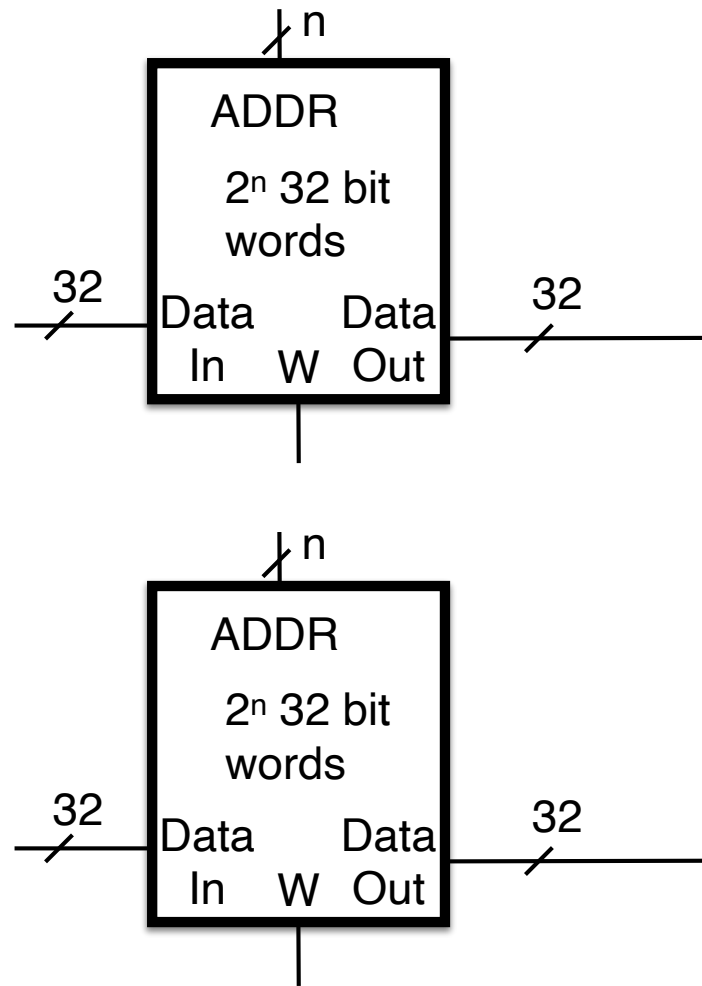 n
ADDR
2ⁿ 32 bit
words
32
32
Data Data
In W Out
n
ADDR
2ⁿ 32 bit
words
32
32
Data Data
In W Out